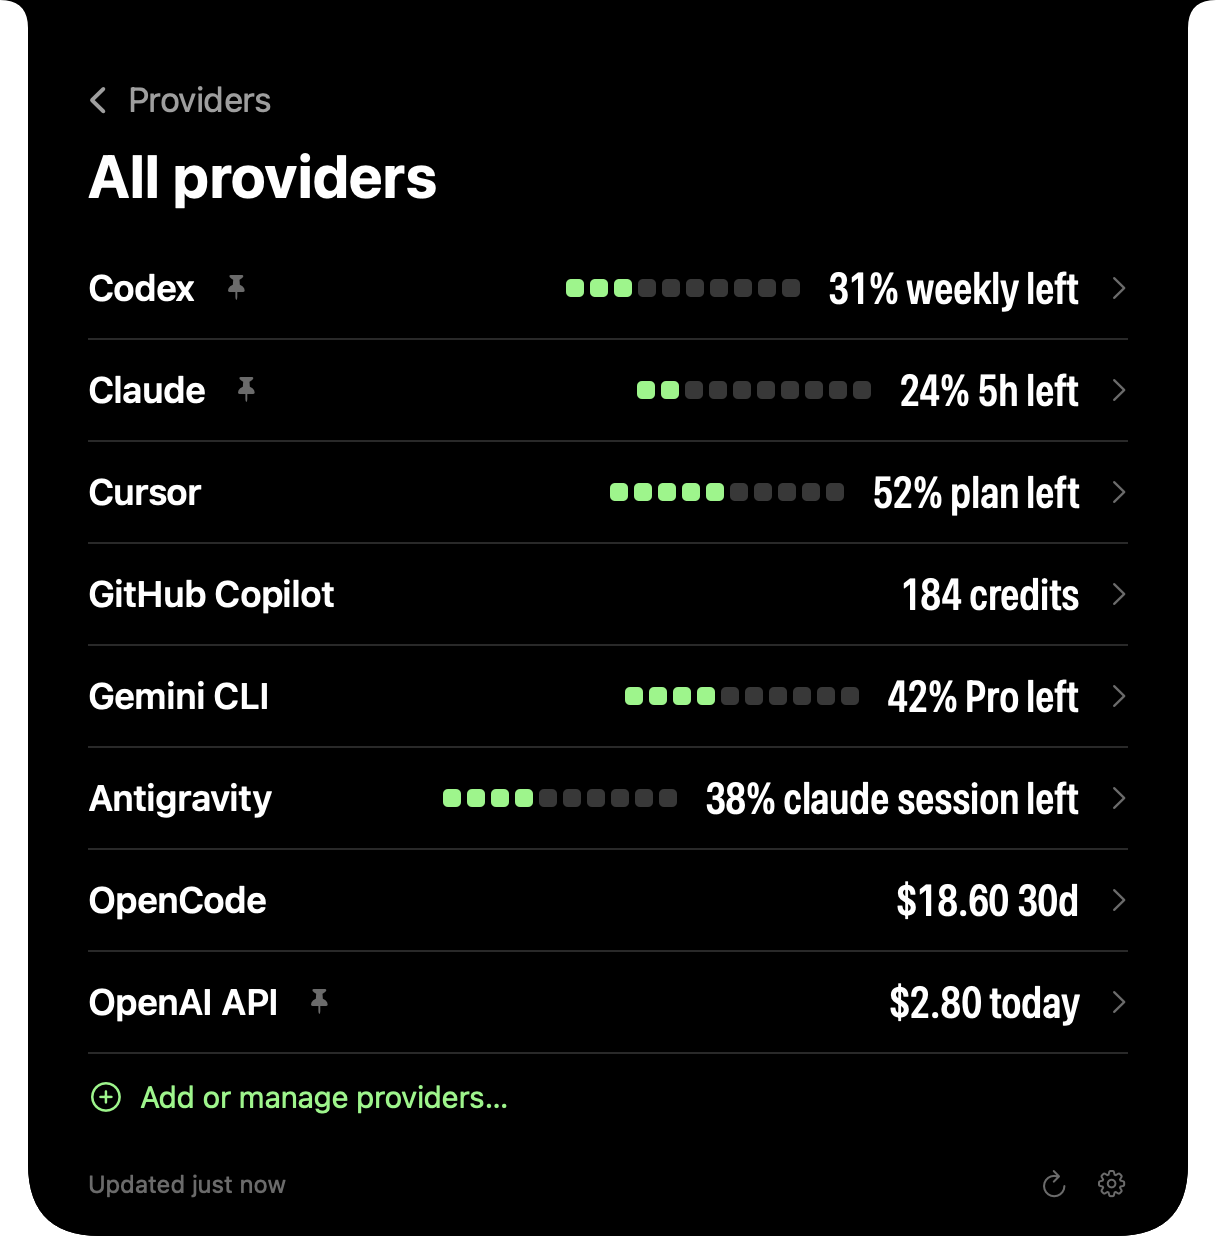 Providers
All providers
Codex 31% weekly left
Claude 24% 5h left
Cursor 52% plan left
GitHub Copilot 184 credits
Gemini CLI 42% Pro left
Antigravity 38% claude session left
OpenCode $18.60 30d
OpenAI API $2.80 today
Add or manage providers...
Updated just now